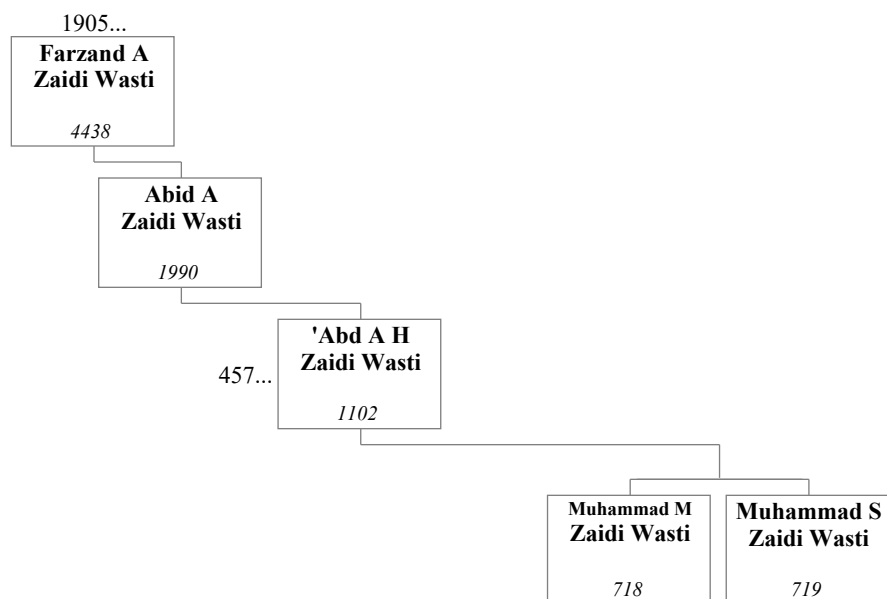 1905...
Farzand A
Zaidi Wasti
4438
Abid A
Zaidi Wasti
1990
'Abd A H
Zaidi Wasti
457...
1102
Muhammad M
Zaidi Wasti
718
Muhammad S
Zaidi Wasti
719